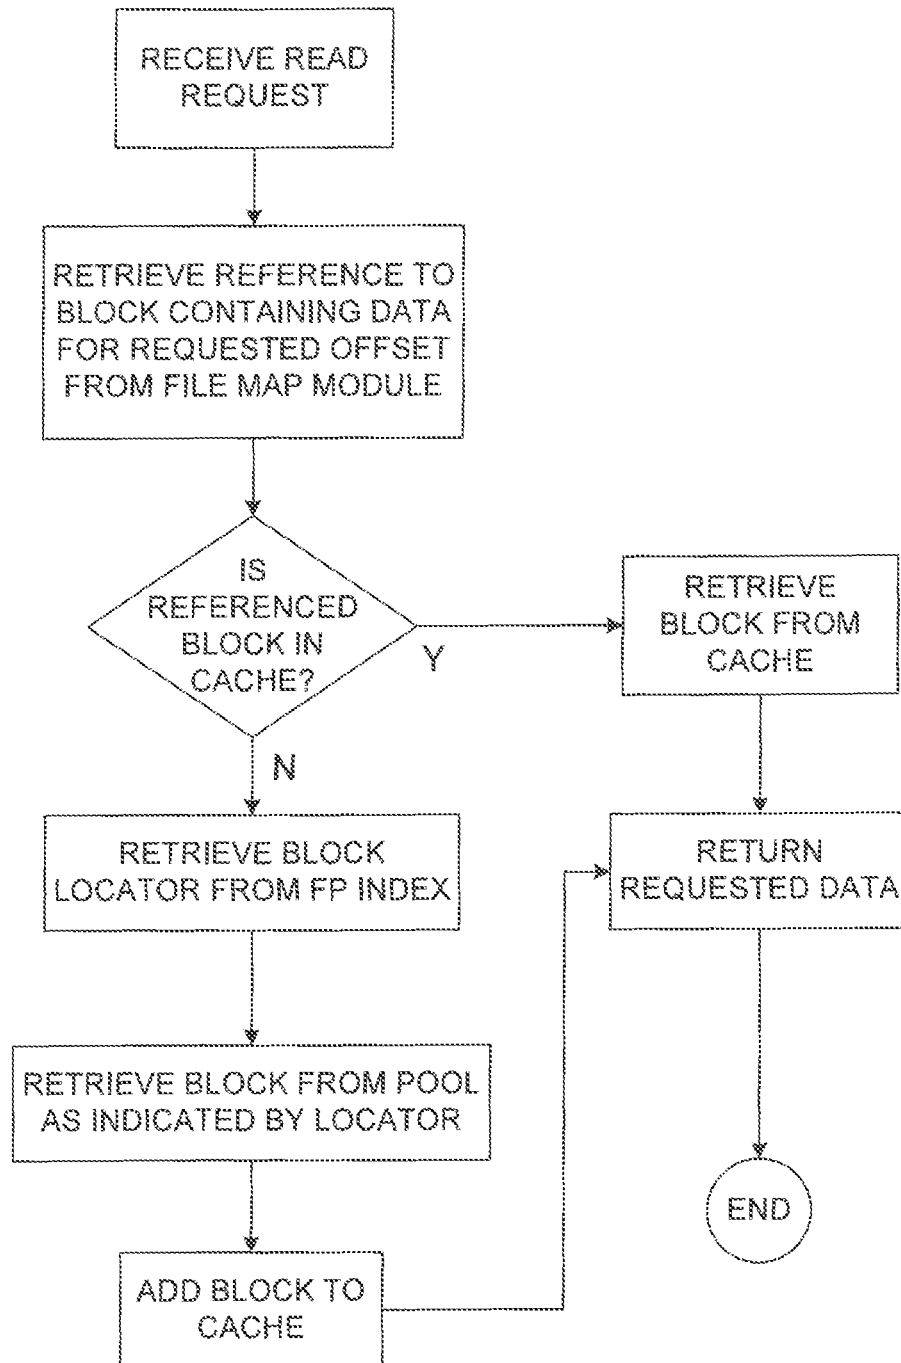 RECEIVE READ
REQUEST
RETRIEVE REFERENCE TO
BLOCK CONTAINING DATA
FOR REQUESTED OFFSET
FROM FILE MAP MODULE
IS
REFERENCED
BLOCK IN
CACHE?
Y
N
RETRIEVE
BLOCK FROM
CACHE
RETRIEVE BLOCK
LOCATOR FROM FP INDEX
RETURN
REQUESTED DATA
RETRIEVE BLOCK FROM POOL
AS INDICATED BY LOCATOR
END
ADD BLOCK TO
CACHE